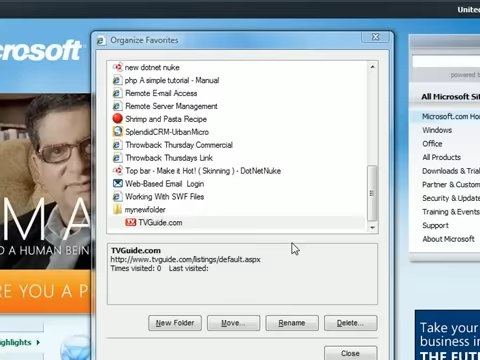 United
Organize Favorites
crosoft
new dotnet nuke
php A simple tutorial - Manual
Remote E-mail Access
Remote Server Management
Shrimp and Pasta Recipe
SplendidCRM-UrbanMicro
Throwback Thursday Commercial
Throwback Thursdays Link
Top bar - Make it Hot! ( Skinning ) - DotNetNuke
Web-Based Email Login
Working With SWF Files
mynewfolder
TVGuide.com
TVGuide.com
http://www.tvguide.com/listings/default.aspx
Times visited: 0 Last visited:
New Folder
Move...
Rename
Delete...
Close
powered b
All Microsoft Sit
Microsoft.com Ho
Windows
Office
All Products
Downloads & Trial
Partner & Custom
Security & Update
Training & Events
Support
About Microsoft
M A
D A HUMAN BEIN
RE YOU A P
ighlights
Take your
business
THE FUT